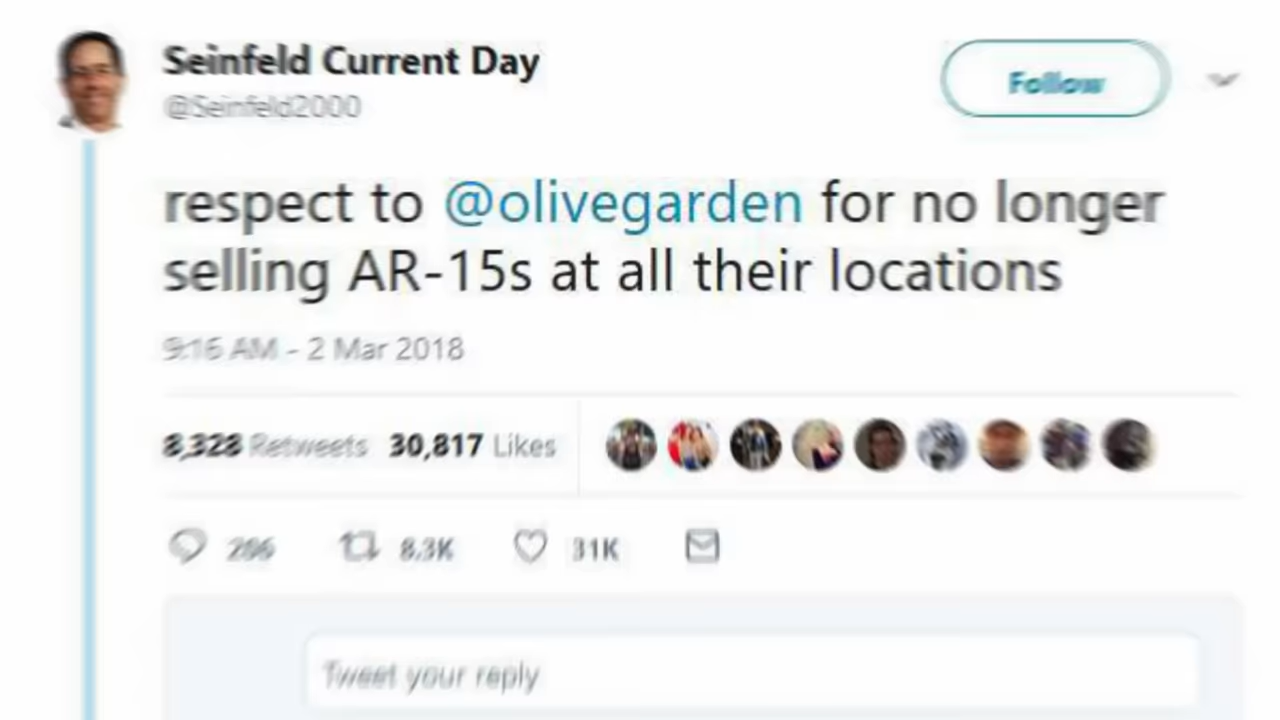 Seinfeld Current Day
@Seinfeld2000
Follow
respect to @olivegarden for no longer
selling AR-15s at all their locations
9:16 AM - 2 Mar 2018
8,328 Retweets 30,817 Likes
8.3K 31K
Tweet your reply